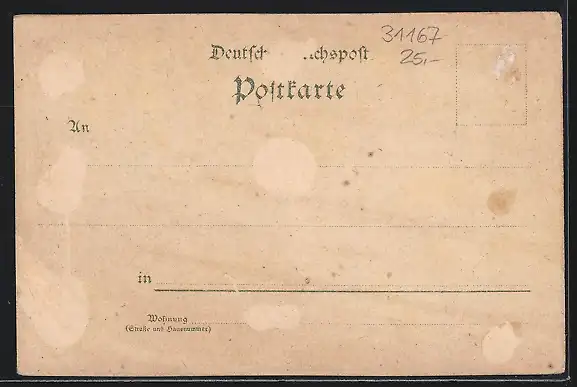 31167
25,-
Deutsch chspost
Postkarte
An
in
Wohnung
(Straße und Hausnummer)